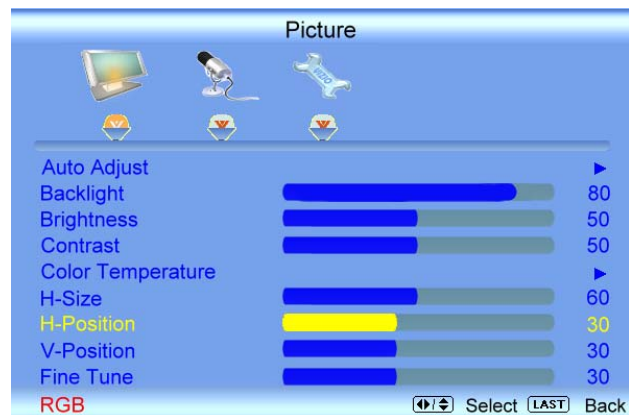 Picture
Auto Adjust
Backlight 80
Brightness 50
Contrast 50
Color Temperature
H-Size 60
H-Position 30
V-Position 30
Fine Tune 30
RGB Select LAST Back